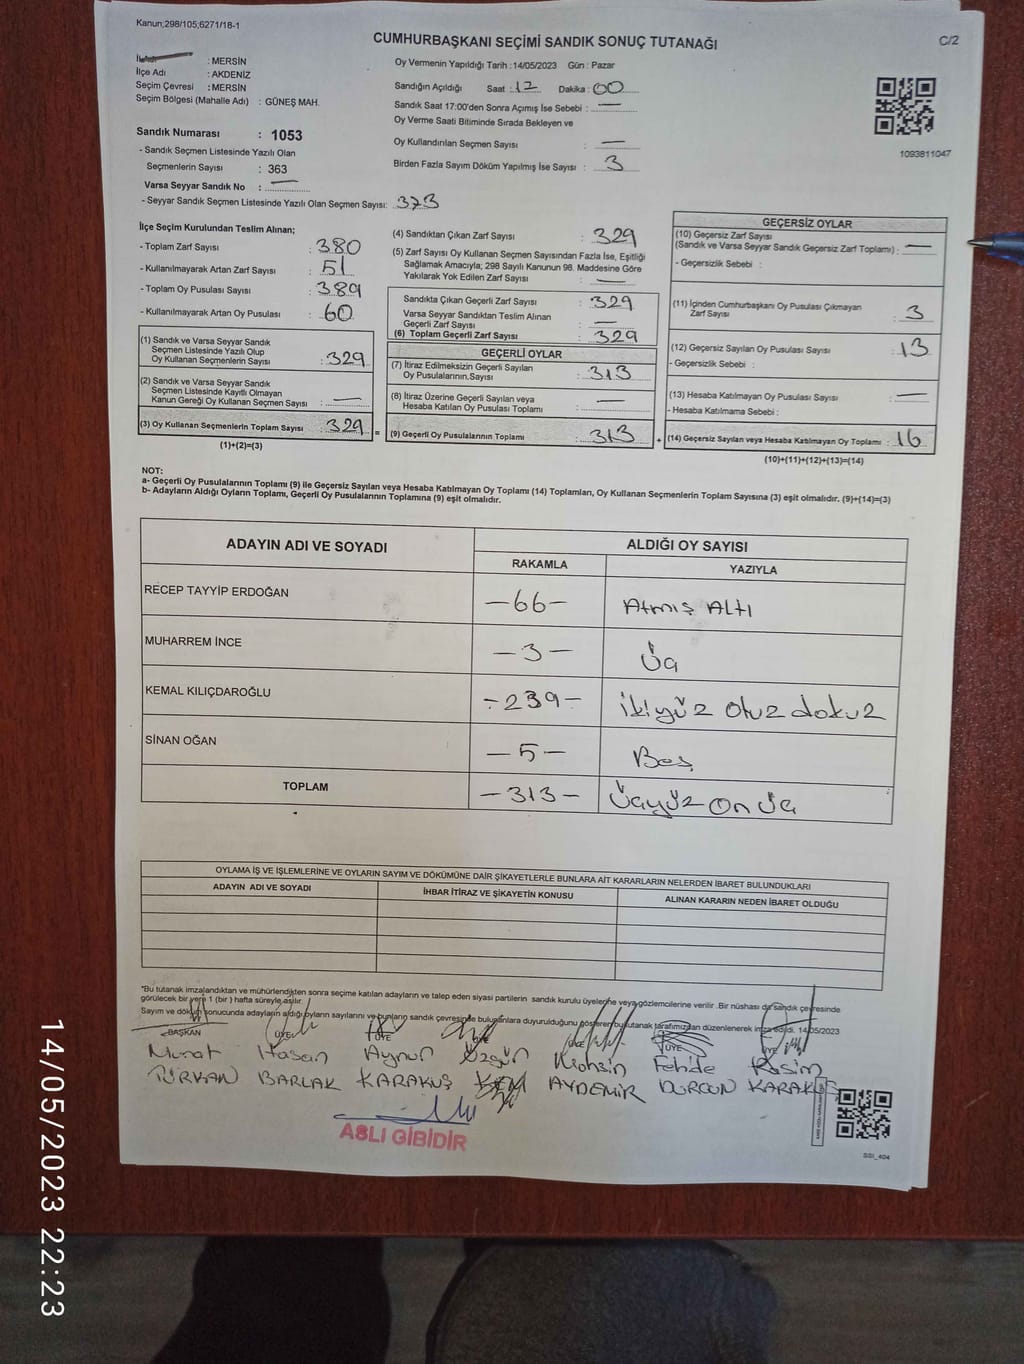 Kanun;298/105;6271/18-1
C/2
CUMHURBAŞKANI SEÇİMİ SANDIK SONUÇ TUTANAĞI
: MERSİN
İlçe Adı : AKDENİZ
Seçim Çevresi : MERSİN
Seçim Bölgesi (Mahalle Adı) : GÜNEŞ MAH.
Sandık Numarası : 1053
- Sandık Seçmen Listesinde Yazılı Olan
Seçmenlerin Sayısı : 363
Varsa Seyyar Sandık No : —
- Seyyar Sandık Seçmen Listesinde Yazılı Olan Seçmen Sayısı: 373
Oy Vermenin Yapıldığı Tarih : 14/05/2023 Gün : Pazar
Sandığın Açıldığı Saat : 12 Dakika : 00
Sandık Saat 17:00'den Sonra Açımış İse Sebebi : —
Oy Verme Saati Bitiminde Sırada Bekleyen ve
Oy Kullandırılan Seçmen Sayısı : —
Birden Fazla Sayım Döküm Yapılmış İse Sayısı : 3
1093811047
İlçe Seçim Kurulundan Teslim Alınan;
- Toplam Zarf Sayısı : 380
- Kullanılmayarak Artan Zarf Sayısı : 51
- Toplam Oy Pusulası Sayısı : 389
- Kullanılmayarak Artan Oy Pusulası : 60
(1) Sandık ve Varsa Seyyar Sandık
Seçmen Listesinde Yazılı Olup
Oy Kullanan Seçmenlerin Sayısı : 329
(2) Sandık ve Varsa Seyyar Sandık
Seçmen Listesinde Kayıtlı Olmayan
Kanun Gereği Oy Kullanan Seçmen Sayısı : —
(3) Oy Kullanan Seçmenlerin Toplam Sayısı : 329
(1)+(2)=(3)
(4) Sandıktan Çıkan Zarf Sayısı : 329
(5) Zarf Sayısı Oy Kullanan Seçmen Sayısından Fazla İse, Eşitliği
Sağlamak Amacıyla, 298 Sayılı Kanunun 98. Maddesine Göre
Yakılarak Yok Edilen Zarf Sayısı : —
Sandıkta Çıkan Geçerli Zarf Sayısı : 329
Varsa Seyyar Sandıktan Teslim Alınan
Geçerli Zarf Sayısı : —
(6) Toplam Geçerli Zarf Sayısı : 329
GEÇERLİ OYLAR
(7) İtiraz Edilmeksizin Geçerli Sayılan
Oy Pusulalarının Sayısı : 313
(8) İtiraz Üzerine Geçerli Sayılan veya
Hesaba Katılan Oy Pusulası Toplamı : —
= (9) Geçerli Oy Pusulalarının Toplamı : 313
GEÇERSİZ OYLAR
(10) Geçersiz Zarf Sayısı
(Sandık ve Varsa Seyyar Sandık Geçersiz Zarf Toplamı) : —
- Geçersizlik Sebebi :
(11) İçinden Cumhurbaşkanı Oy Pusulası Çıkmayan
Zarf Sayısı : 3
(12) Geçersiz Sayılan Oy Pusulası Sayısı : 13
- Geçersizlik Sebebi :
(13) Hesaba Katılmayan Oy Pusulası Sayısı : —
- Hesaba Katılmama Sebebi :
+ (14) Geçersiz Sayılan veya Hesaba Katılmayan Oy Toplamı : 16
(10)+(11)+(12)+(13)=(14)
NOT:
a- Geçerli Oy Pusulalarının Toplamı (9) ile Geçersiz Sayılan veya Hesaba Katılmayan Oy Toplamı (14) Toplamları, Oy Kullanan Seçmenlerin Toplam Sayısına (3) eşit olmalıdır. (9)+(14)=(3)
b- Adayların Aldığı Oyların Toplamı, Geçerli Oy Pusulalarının Toplamına (9) eşit olmalıdır.
ADAYIN ADI VE SOYADI ALDIĞI OY SAYISI
RAKAMLA YAZIYLA
RECEP TAYYİP ERDOĞAN -66- Atmış Altı
MUHARREM İNCE -3- Üç
KEMAL KILIÇDAROĞLU -239- ikiyüz otuz dokuz
SİNAN OĞAN -5- Beş
TOPLAM -313- Üçyüz On Üç
OYLAMA İŞ VE İŞLEMLERİNE VE OYLARIN SAYIM VE DÖKÜMÜNE DAİR ŞİKAYETLERLE BUNLARA AİT KARARLARIN NELERDEN İBARET BULUNDUKLARI
ADAYIN ADI VE SOYADI İHBAR İTİRAZ VE ŞİKAYETİN KONUSU ALINAN KARARIN NEDEN İBARET OLDUĞU
*Bu tutanak imzalandıktan ve mühürlendikten sonra seçime katılan adayların ve talep eden siyasi partilerin sandık kurulu üyelerine veya gözlemcilerine verilir .Bir nüshası da sandık çevresinde
görülecek bir yere 1 (bir ) hafta süreyle asılır.
Sayım ve döküm sonucunda adayların aldığı oyların sayılarını ve bunların sandık çevresinde bulunanlara duyurulduğunu gösteren bu tutanak tarafımızdan düzenlenerek imza edildi. 14/05/2023
BAŞKAN ÜYE ÜYE ÜYE ÜYE
Murat Hasan Aynur Özgür Mohsin Fehide Rasim
TÜRKAN BARLAK KARAKUŞ AYDEMİR DURGUN KARAKUŞ
ASLI GİBİDİR
SSI_404
14/05/2023 22:23